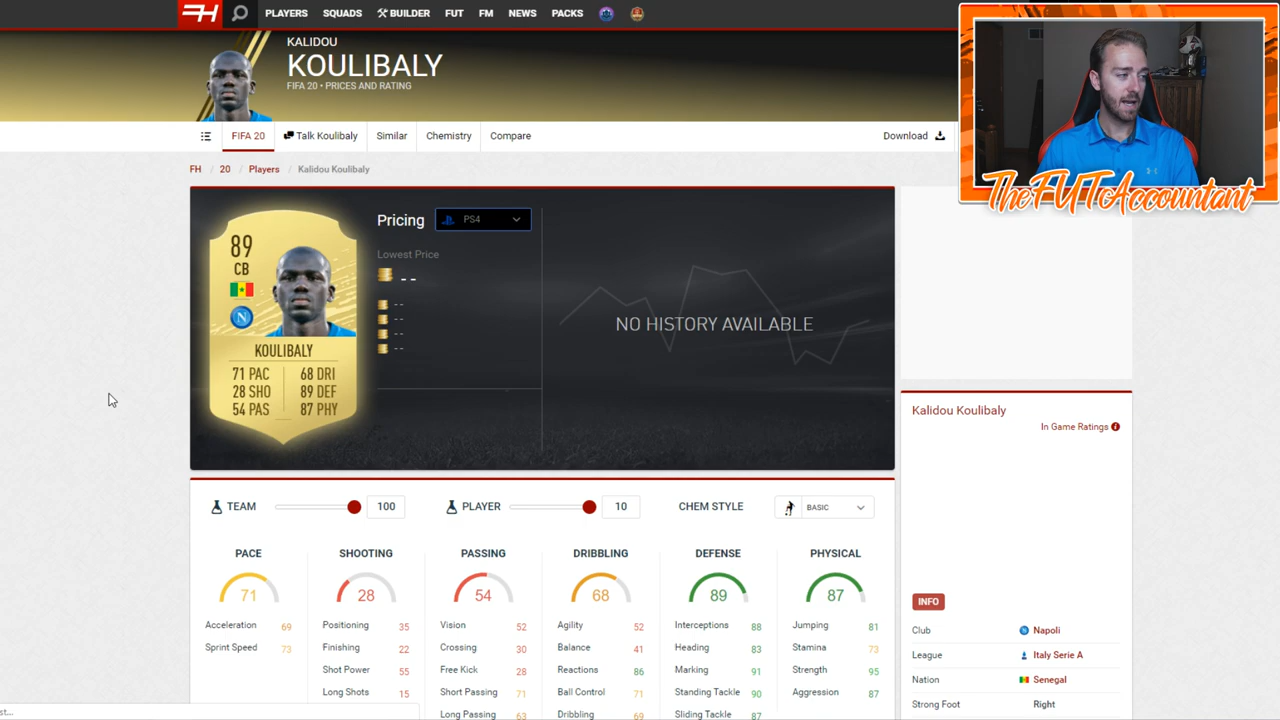 FH PLAYERS SQUADS BUILDER FUT FM NEWS PACKS
KALIDOU
KOULIBALY
FIFA 20 • PRICES AND RATING
FIFA 20 Talk Koulibaly Similar Chemistry Compare Download
TheFUTAccountant
FH / 20 / Players / Kalidou Koulibaly
89
CB
N
KOULIBALY
71 PAC 68 DRI
28 SHO 89 DEF
54 PAS 87 PHY
Pricing PS4
Lowest Price
--
--
--
--
--
NO HISTORY AVAILABLE
TEAM 100 PLAYER 10 CHEM STYLE BASIC
PACE SHOOTING PASSING DRIBBLING DEFENSE PHYSICAL
71 28 54 68 89 87
Acceleration 69 Positioning 35 Vision 52 Agility 52 Interceptions 88 Jumping 81
Sprint Speed 73 Finishing 22 Crossing 30 Balance 41 Heading 83 Stamina 73
Shot Power 55 Free Kick 28 Reactions 86 Marking 91 Strength 95
Long Shots 15 Short Passing 71 Ball Control 71 Standing Tackle 90 Aggression 87
Long Passing 63 Dribbling 69 Sliding Tackle 87
Kalidou Koulibaly
In Game Ratings
INFO
Club Napoli
League Italy Serie A
Nation Senegal
Strong Foot Right
st...